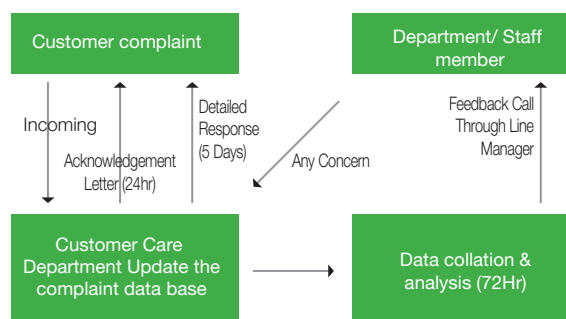 Customer complaint
Department/ Staff
member
Incoming
Acknowledgement
Letter (24hr)
Detailed
Response
(5 Days)
Any Concern
Feedback Call
Through Line
Manager
Customer Care
Department Update the
complaint data base
Data collation &
analysis (72Hr)